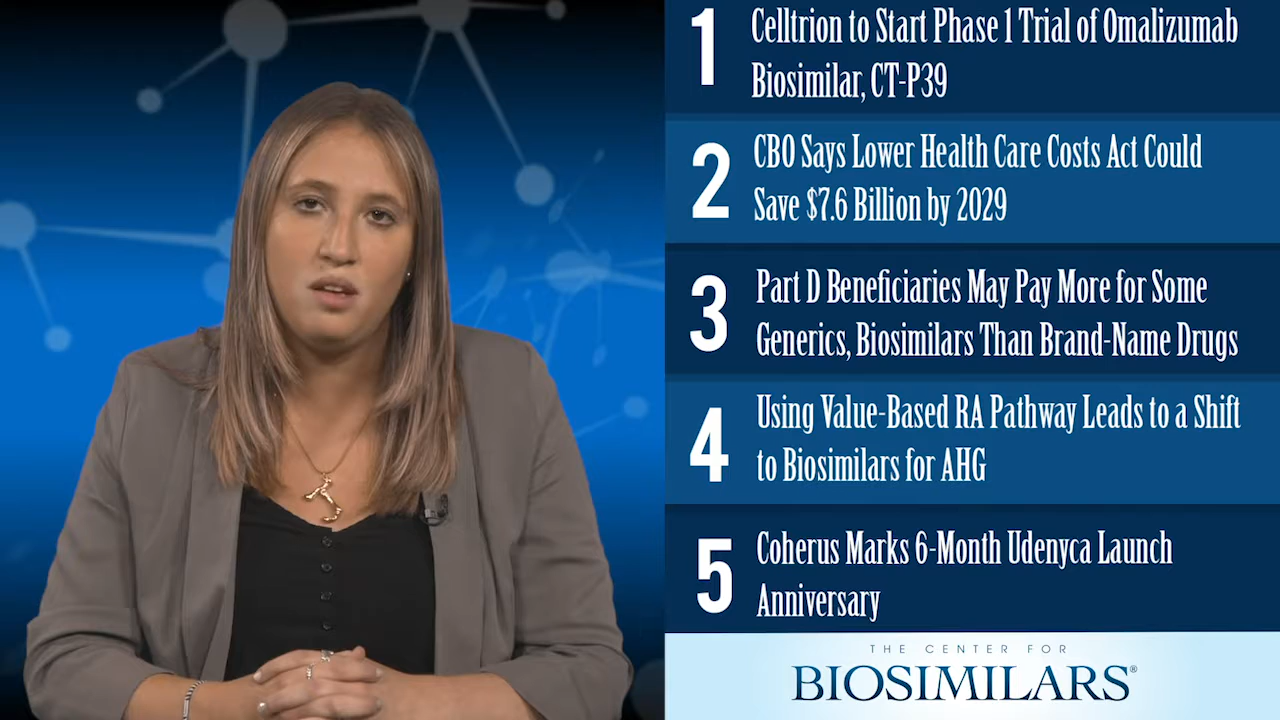 1 Celltrion to Start Phase 1 Trial of Omalizumab
Biosimilar, CT-P39
2 CBO Says Lower Health Care Costs Act Could
Save $7.6 Billion by 2029
3 Part D Beneficiaries May Pay More for Some
Generics, Biosimilars Than Brand-Name Drugs
4 Using Value-Based RA Pathway Leads to a Shift
to Biosimilars for AHG
5 Coherus Marks 6-Month Udenyca Launch
Anniversary
THE CENTER FOR
BIOSIMILARS®